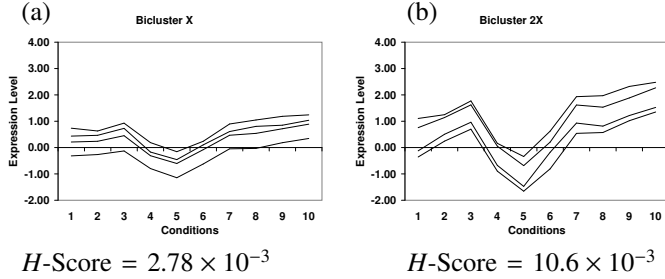 (a)
Bicluster X
Expression Level
4.00
3.00
2.00
1.00
0.00
-1.00
-2.00
1 2 3 4 5 6 7 8 9 10
Conditions
H-Score = 2.78 × 10⁻³
(b)
Bicluster 2X
Expression Level
4.00
3.00
2.00
1.00
0.00
-1.00
-2.00
1 2 3 4 5 6 7 8 9 10
Conditions
H-Score = 10.6 × 10⁻³